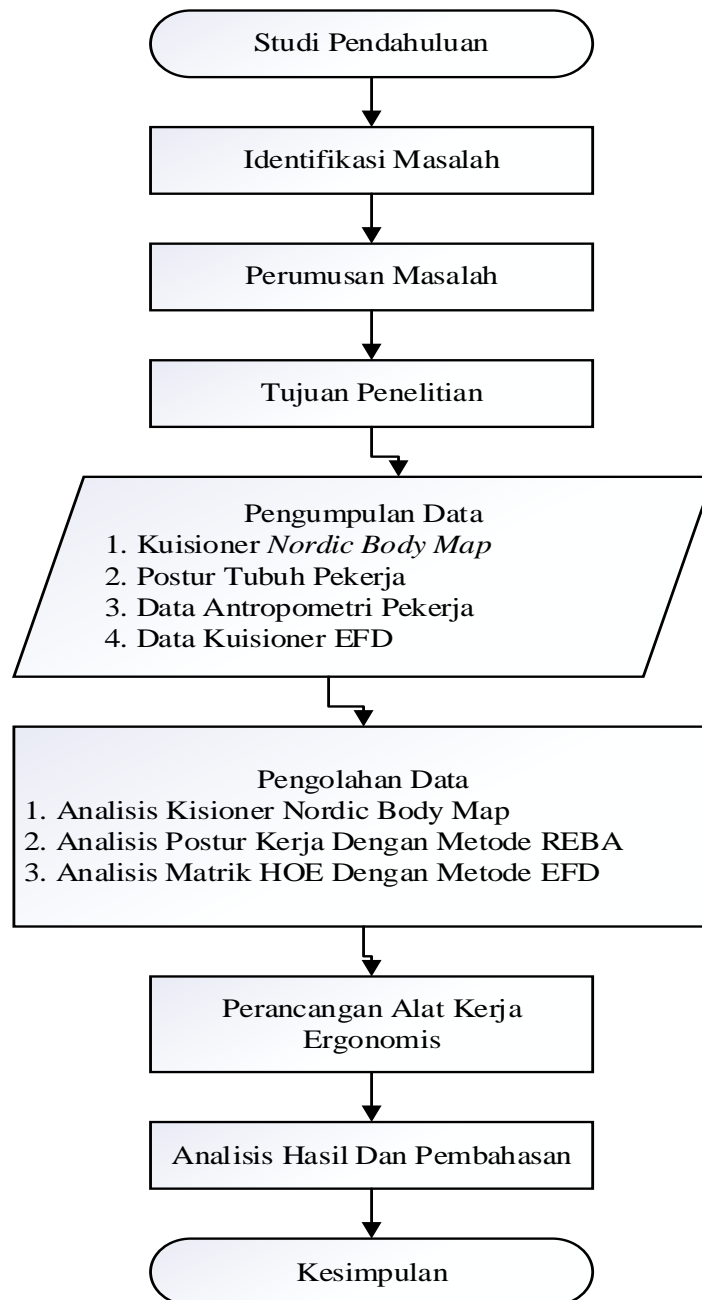 Studi Pendahuluan
Identifikasi Masalah
Perumusan Masalah
Tujuan Penelitian
Pengumpulan Data
1. Kuisioner Nordic Body Map
2. Postur Tubuh Pekerja
3. Data Antropometri Pekerja
4. Data Kuisioner EFD
Pengolahan Data
1. Analisis Kisioner Nordic Body Map
2. Analisis Postur Kerja Dengan Metode REBA
3. Analisis Matrik HOE Dengan Metode EFD
Perancangan Alat Kerja
Ergonomis
Analisis Hasil Dan Pembahasan
Kesimpulan